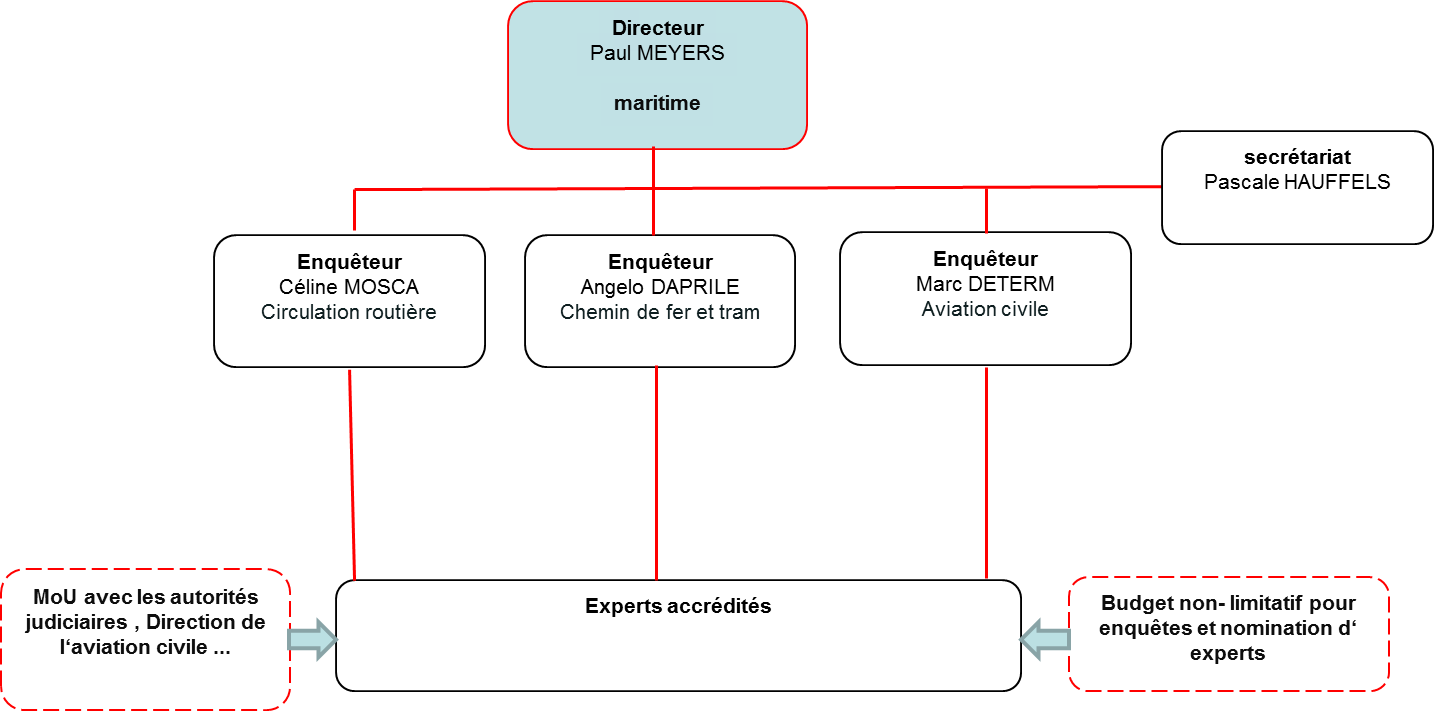 Directeur
Paul MEYERS
maritime
secrétariat
Pascale HAUFFELS
Enquêteur
Céline MOSCA
Circulation routière
Enquêteur
Angelo DAPRILE
Chemin de fer et tram
Enquêteur
Marc DETERM
Aviation civile
MoU avec les autorités
judiciaires , Direction de
l‘aviation civile ...
Experts accrédités
Budget non- limitatif pour
enquêtes et nomination d‘
experts